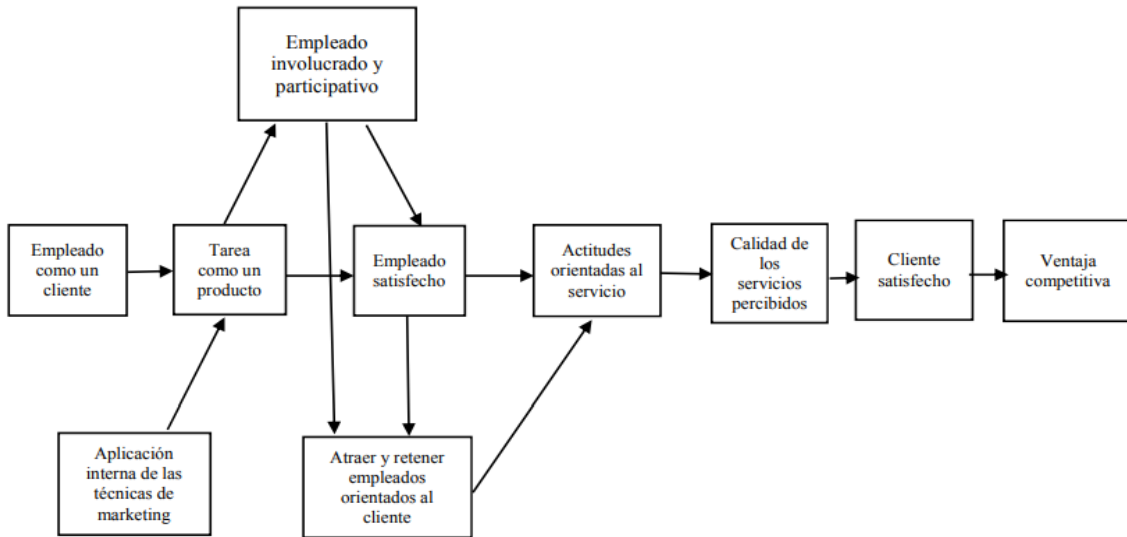 Empleado
involucrado y
participativo
Empleado
como un
cliente
Tarea
como un
producto
Empleado
satisfecho
Actitudes
orientadas al
servicio
Calidad de
los
servicios
percibidos
Cliente
satisfecho
Ventaja
competitiva
Aplicación
interna de las
técnicas de
marketing
Atraer y retener
empleados
orientados al
cliente